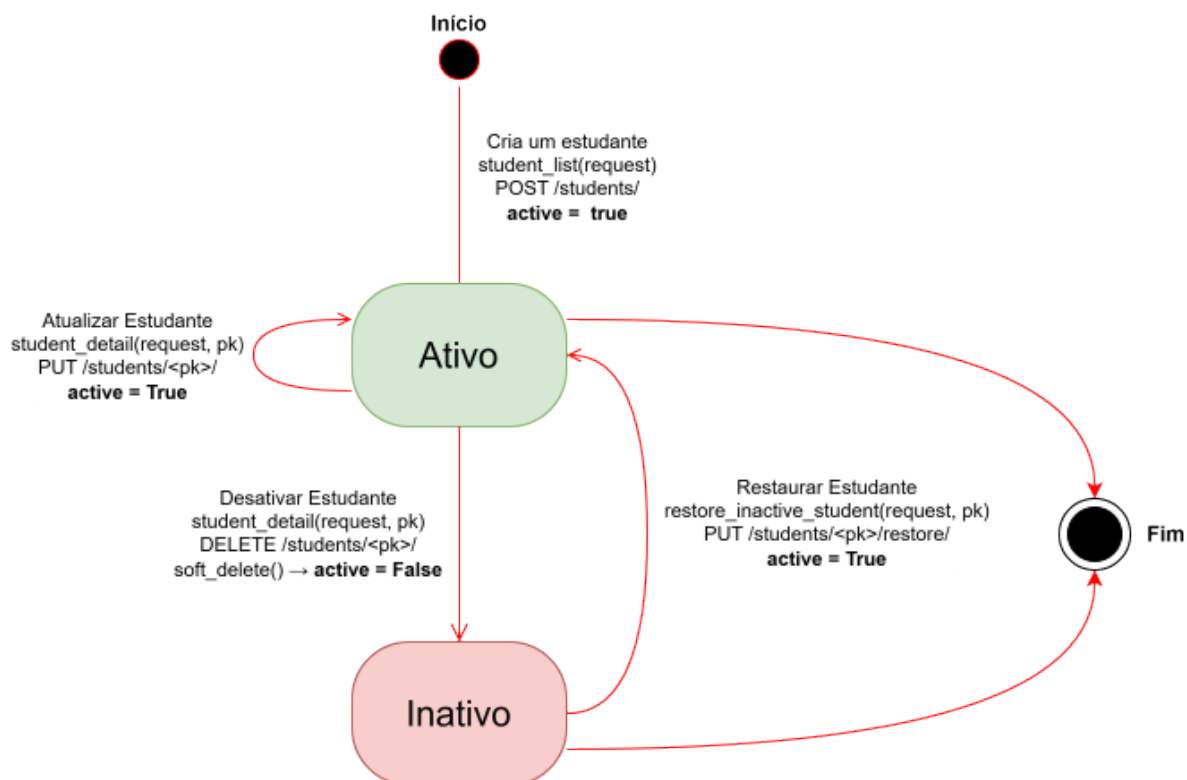 Início
Cria um estudante
student_list(request)
POST /students/
active =  true
Atualizar Estudante
student_detail(request, pk)
PUT /students/<pk>/
active = True
Ativo
Desativar Estudante
student_detail(request, pk)
DELETE /students/<pk>/
soft_delete() → active = False
Restaurar Estudante
restore_inactive_student(request, pk)
PUT /students/<pk>/restore/
active = True
Fim
Inativo